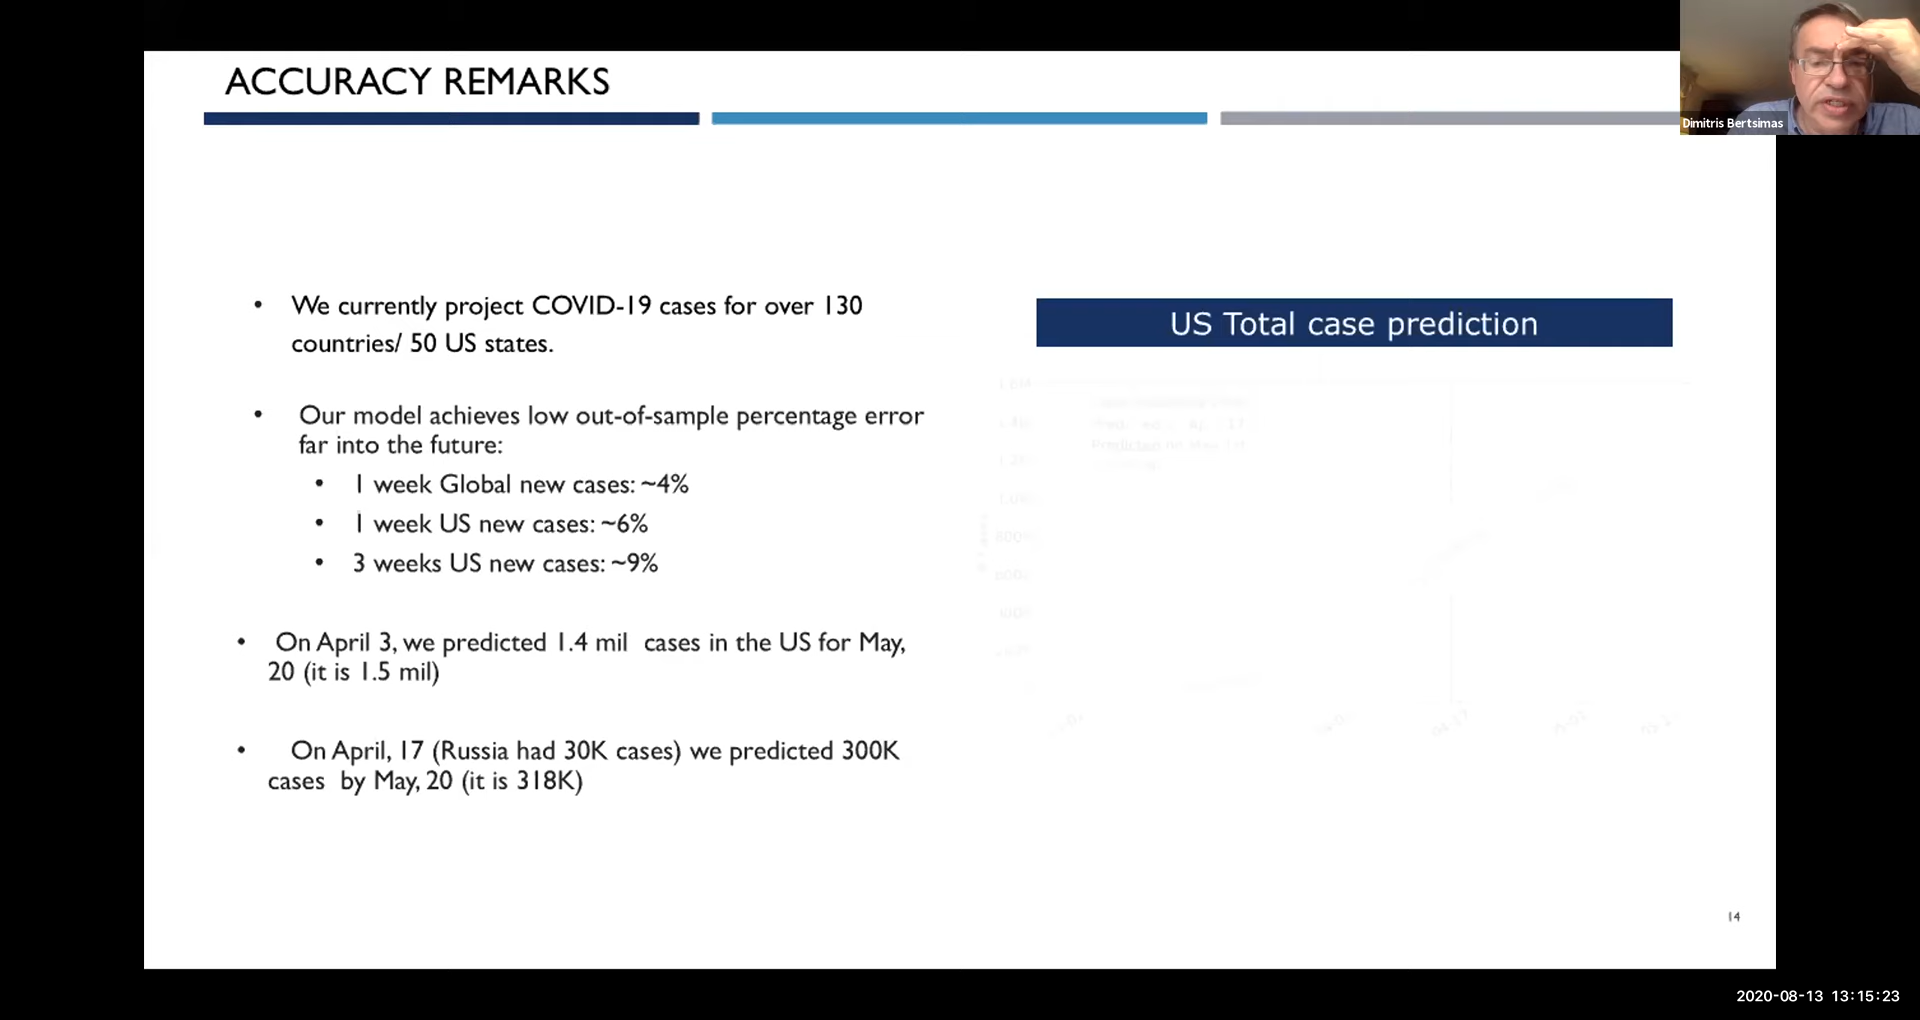 ACCURACY REMARKS
Dimitris Bertsimas
• We currently project COVID-19 cases for over 130
countries/ 50 US states.
• Our model achieves low out-of-sample percentage error
far into the future:
• 1 week Global new cases: ~4%
• 1 week US new cases: ~6%
• 3 weeks US new cases: ~9%
• On April 3, we predicted 1.4 mil cases in the US for May,
20 (it is 1.5 mil)
• On April, 17 (Russia had 30K cases) we predicted 300K
cases by May, 20 (it is 318K)
US Total case prediction
14
2020-08-13 13:15:23